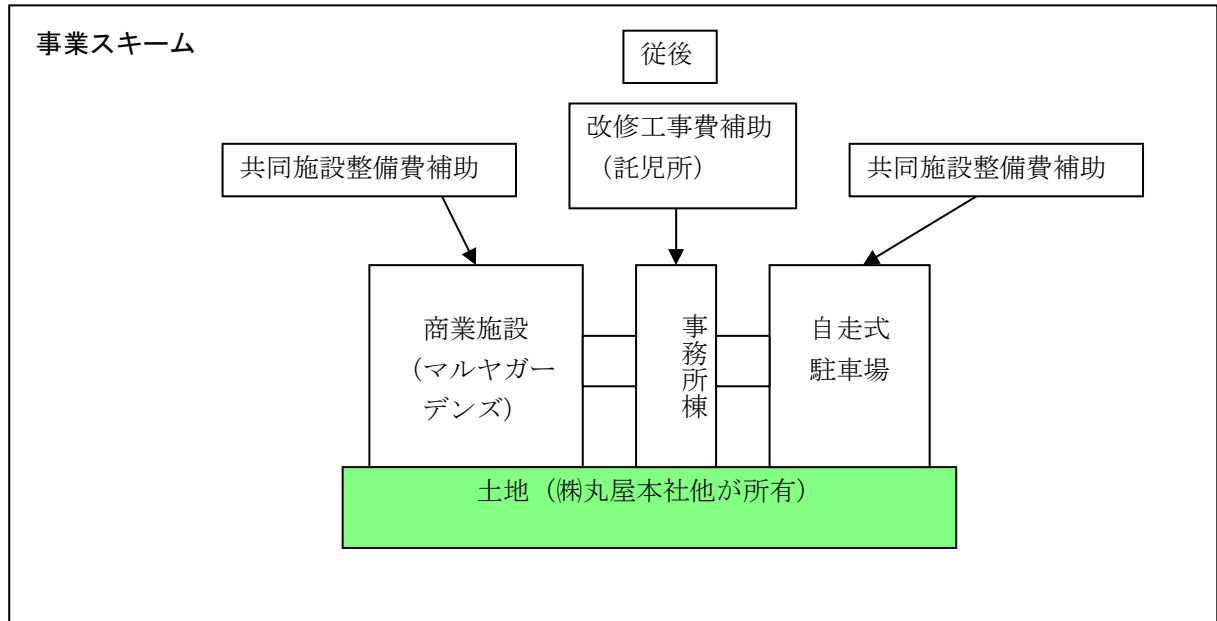 事業スキーム
従後
改修工事費補助
（託児所）
共同施設整備費補助
共同施設整備費補助
商業施設
（マルヤガー
デンズ）
事務所棟
自走式
駐車場
土地（㈱丸屋本社他が所有）